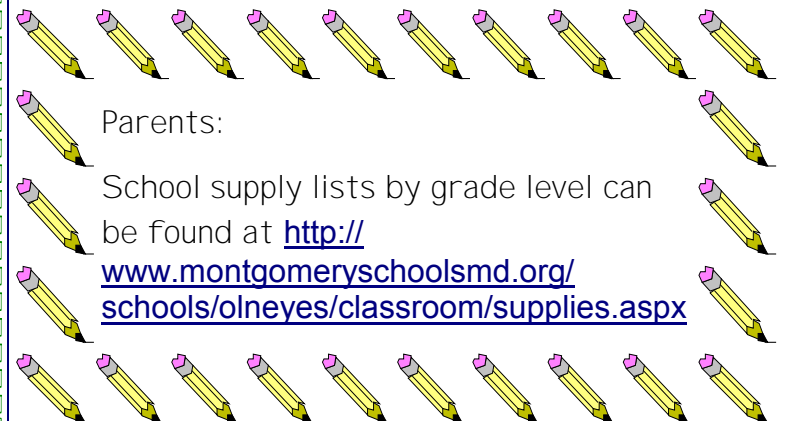 Parents:
School supply lists by grade level can
be found at http://
www.montgomeryschoolsmd.org/
schools/olneyes/classroom/supplies.aspx